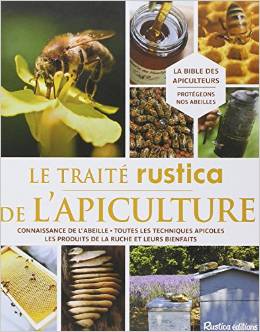 LA BIBLE DES
APICULTEURS
PROTÉGEONS
NOS ABEILLES
LE TRAITÉ rustica
DE L'APICULTURE
CONNAISSANCE DE L'ABEILLE • TOUTES LES TECHNIQUES APICOLES
LES PRODUITS DE LA RUCHE ET LEURS BIENFAITS
Rustica éditions